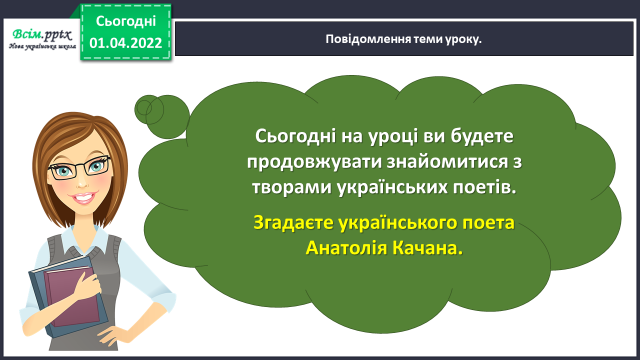 Всім.pptx
Нова українська школа
Сьогодні
01.04.2022
Повідомлення теми уроку.
Сьогодні на уроці ви будете
продовжувати знайомитися з
творами українських поетів.
Згадаєте українського поета
Анатолія Качана.